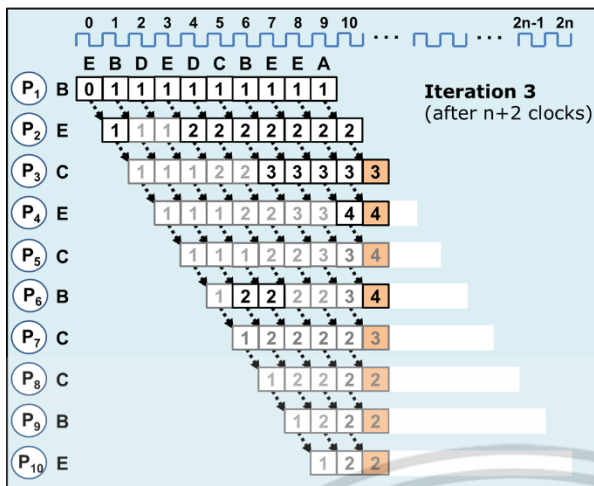 0 1 2 3 4 5 6 7 8 9 10 ... ... 2n-1 2n
E B D E D C B E E A
P1 B 0 1 1 1 1 1 1 1 1 1
Iteration 3
(after n+2 clocks)
P2 E 1 1 1 2 2 2 2 2 2 2
P3 C 1 1 1 2 2 3 3 3 3 3
P4 E 1 1 1 2 2 3 3 4 4
P5 C 1 1 1 2 2 3 3 4
P6 B 1 2 2 2 2 3 4
P7 C 1 2 2 2 2 3
P8 C 1 2 2 2 2
P9 B 1 2 2 2
P10 E 1 2 2